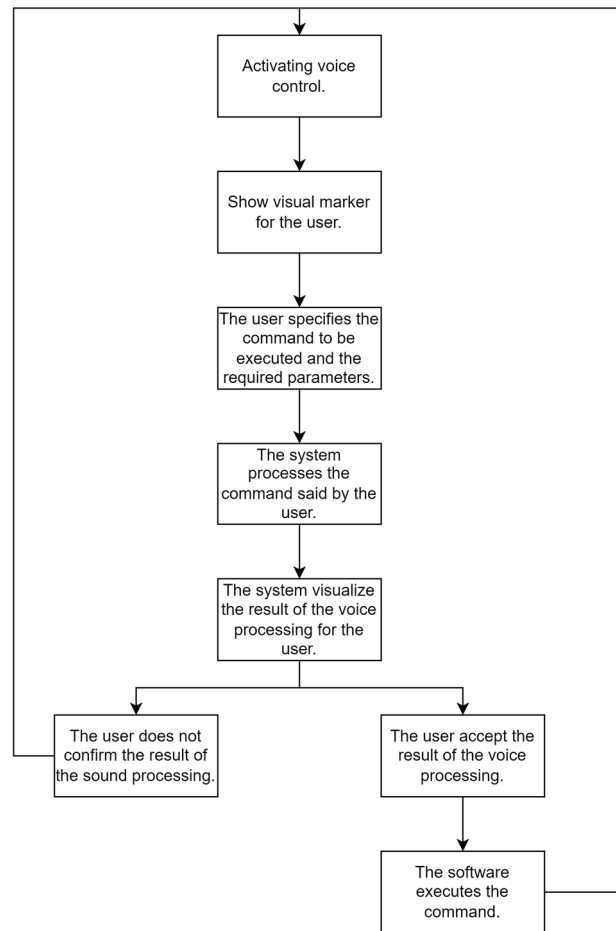 Activating voice
control.
Show visual marker
for the user.
The user specifies the
command to be
executed and the
required parameters.
The system
processes the
command said by the
user.
The system visualize
the result of the voice
processing for the
user.
The user does not
confirm the result of
the sound processing.
The user accept the
result of the voice
processing.
The software
executes the
command.